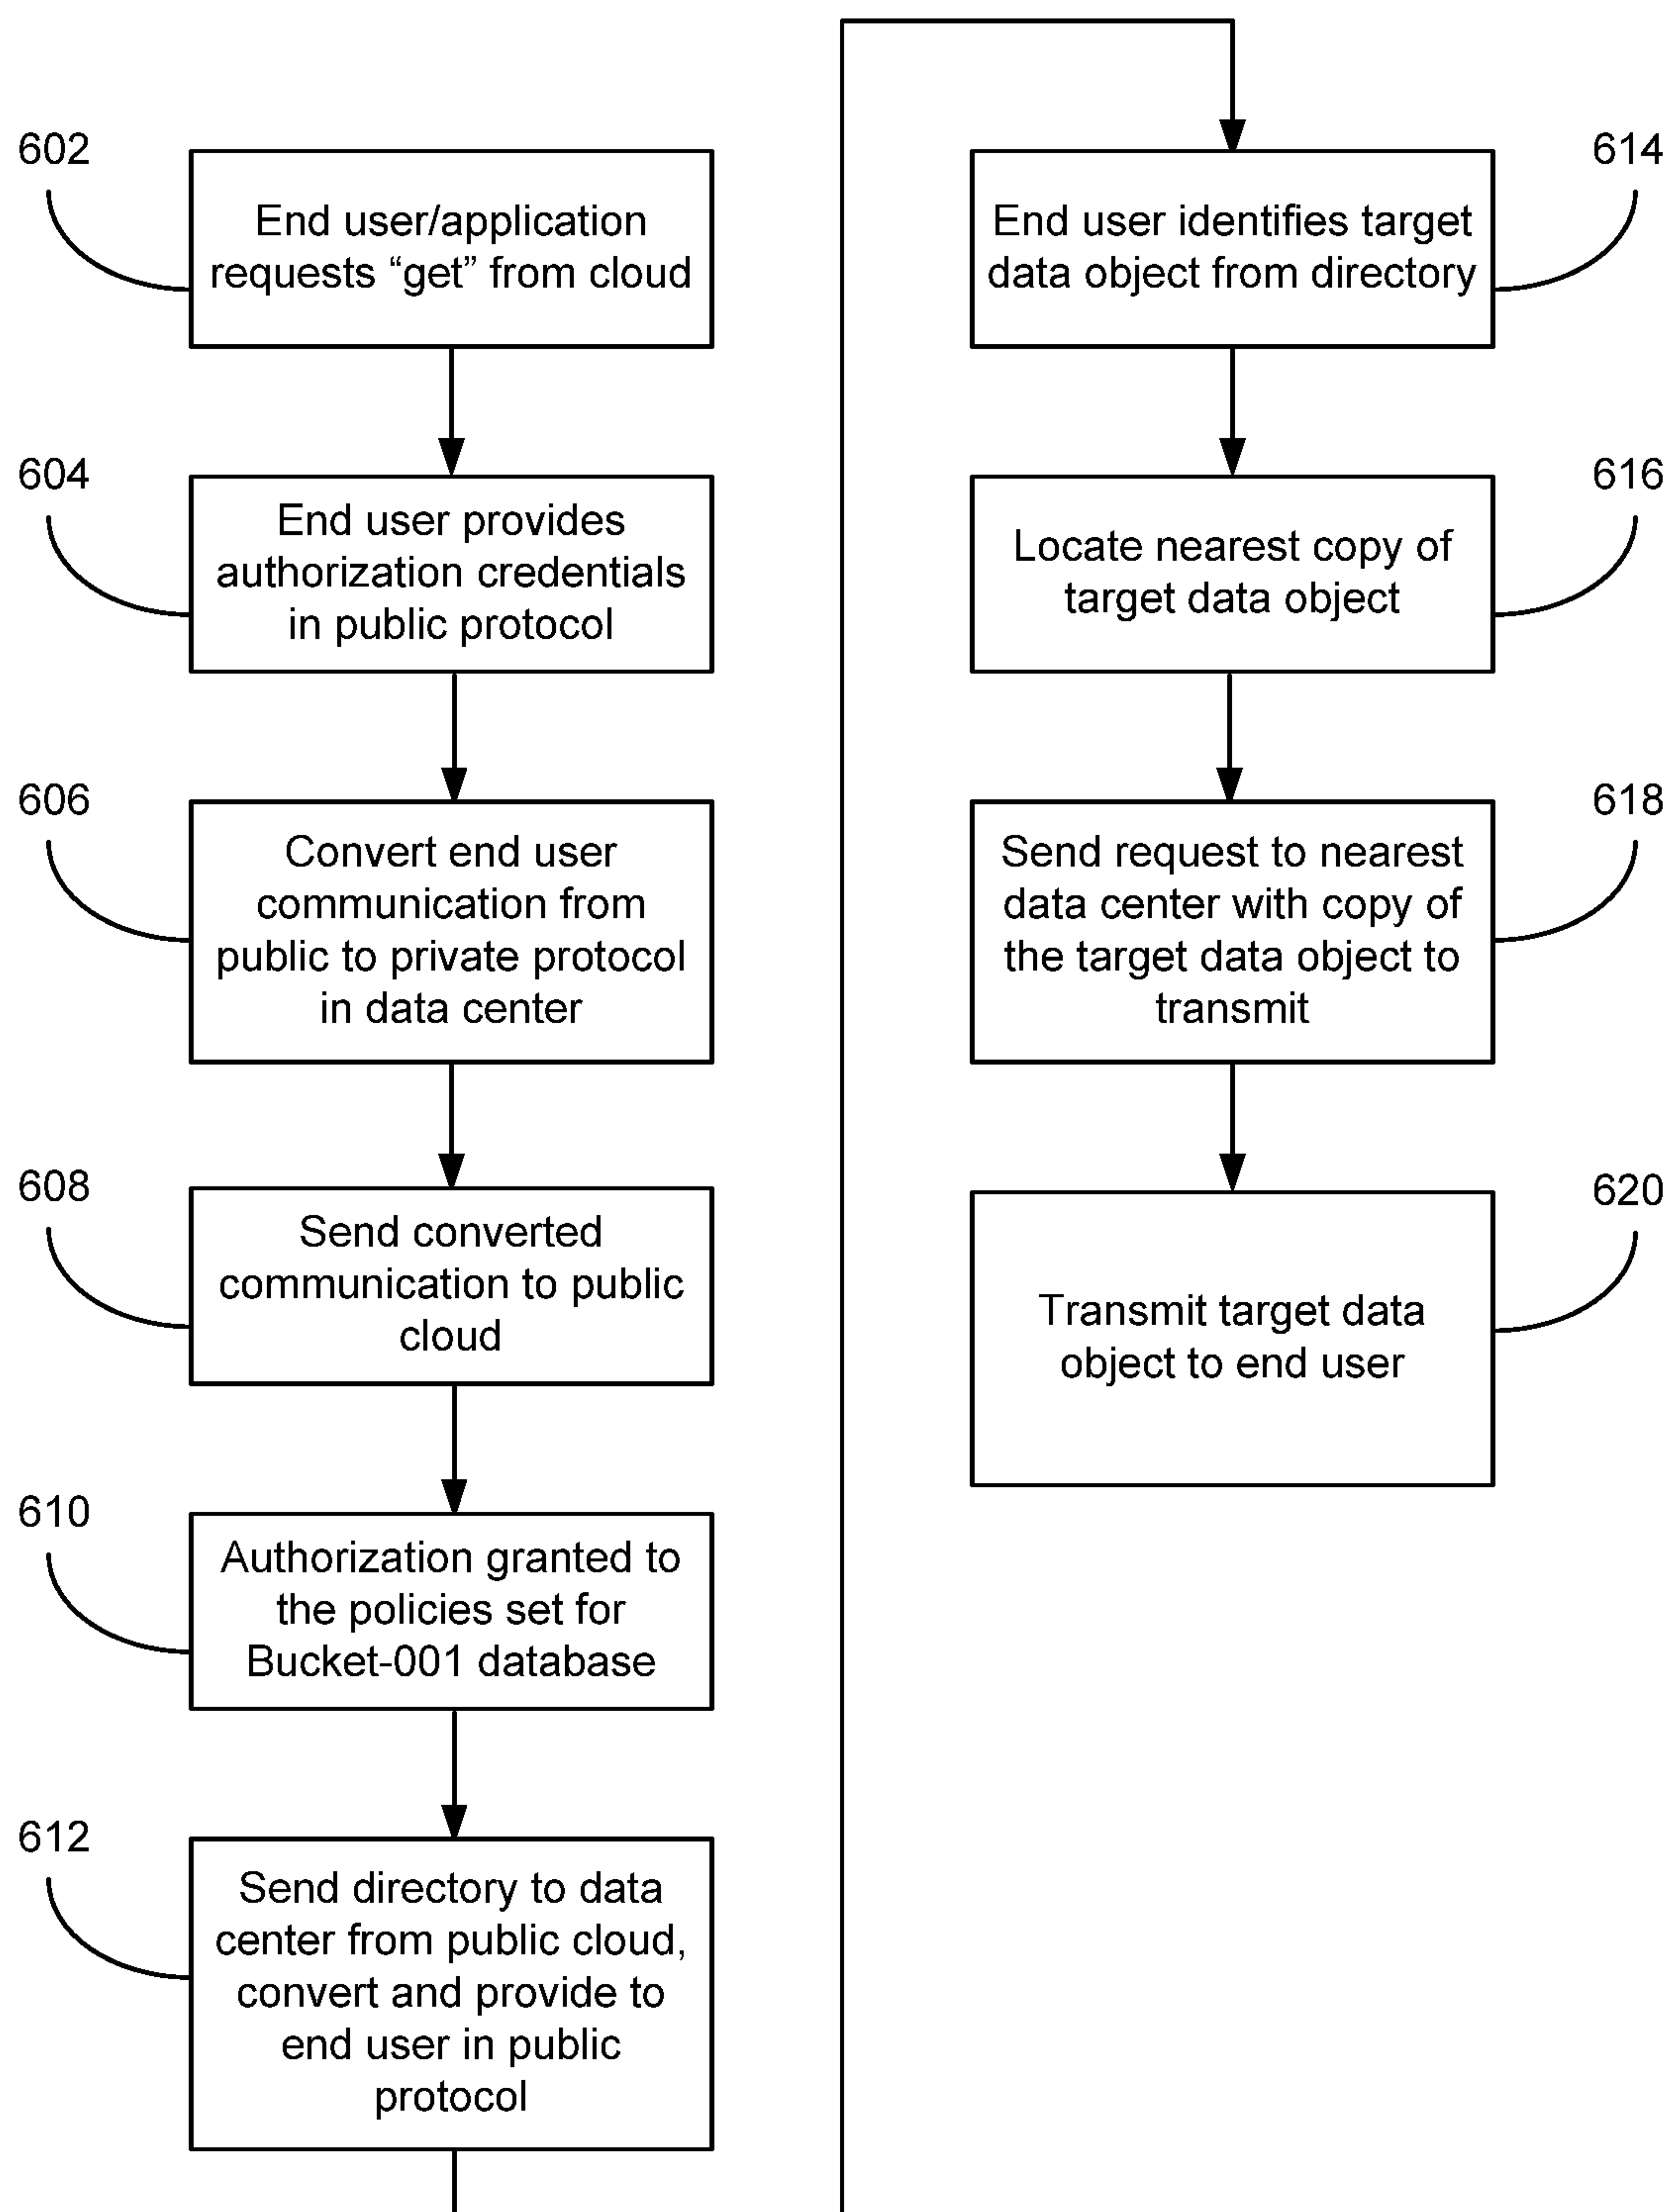 602
End user/application
requests “get” from cloud
604
End user provides
authorization credentials
in public protocol
606
Convert end user
communication from
public to private protocol
in data center
608
Send converted
communication to public
cloud
610
Authorization granted to
the policies set for
Bucket-001 database
612
Send directory to data
center from public cloud,
convert and provide to
end user in public
protocol
614
End user identifies target
data object from directory
616
Locate nearest copy of
target data object
618
Send request to nearest
data center with copy of
the target data object to
transmit
620
Transmit target data
object to end user